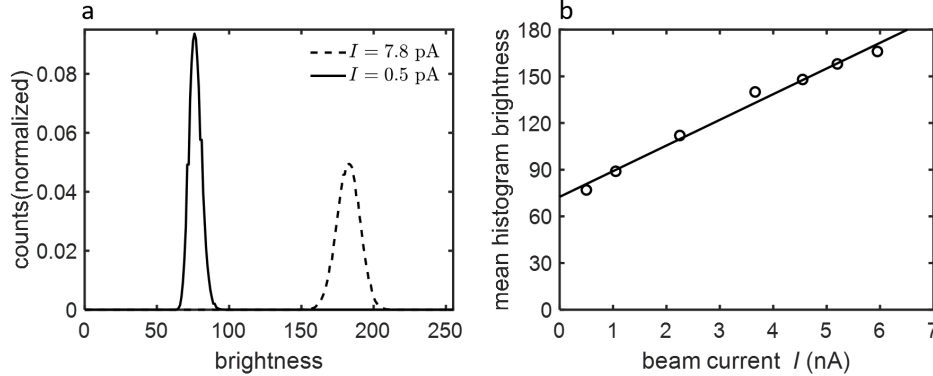 a
counts(normalized)
0.08
0.06
0.04
0.02
0
0 50 100 150 200 250
brightness
I = 7.8 pA
I = 0.5 pA
b
mean histogram brightness
180
150
120
90
60
30
0
0 1 2 3 4 5 6 7
beam current I (nA)